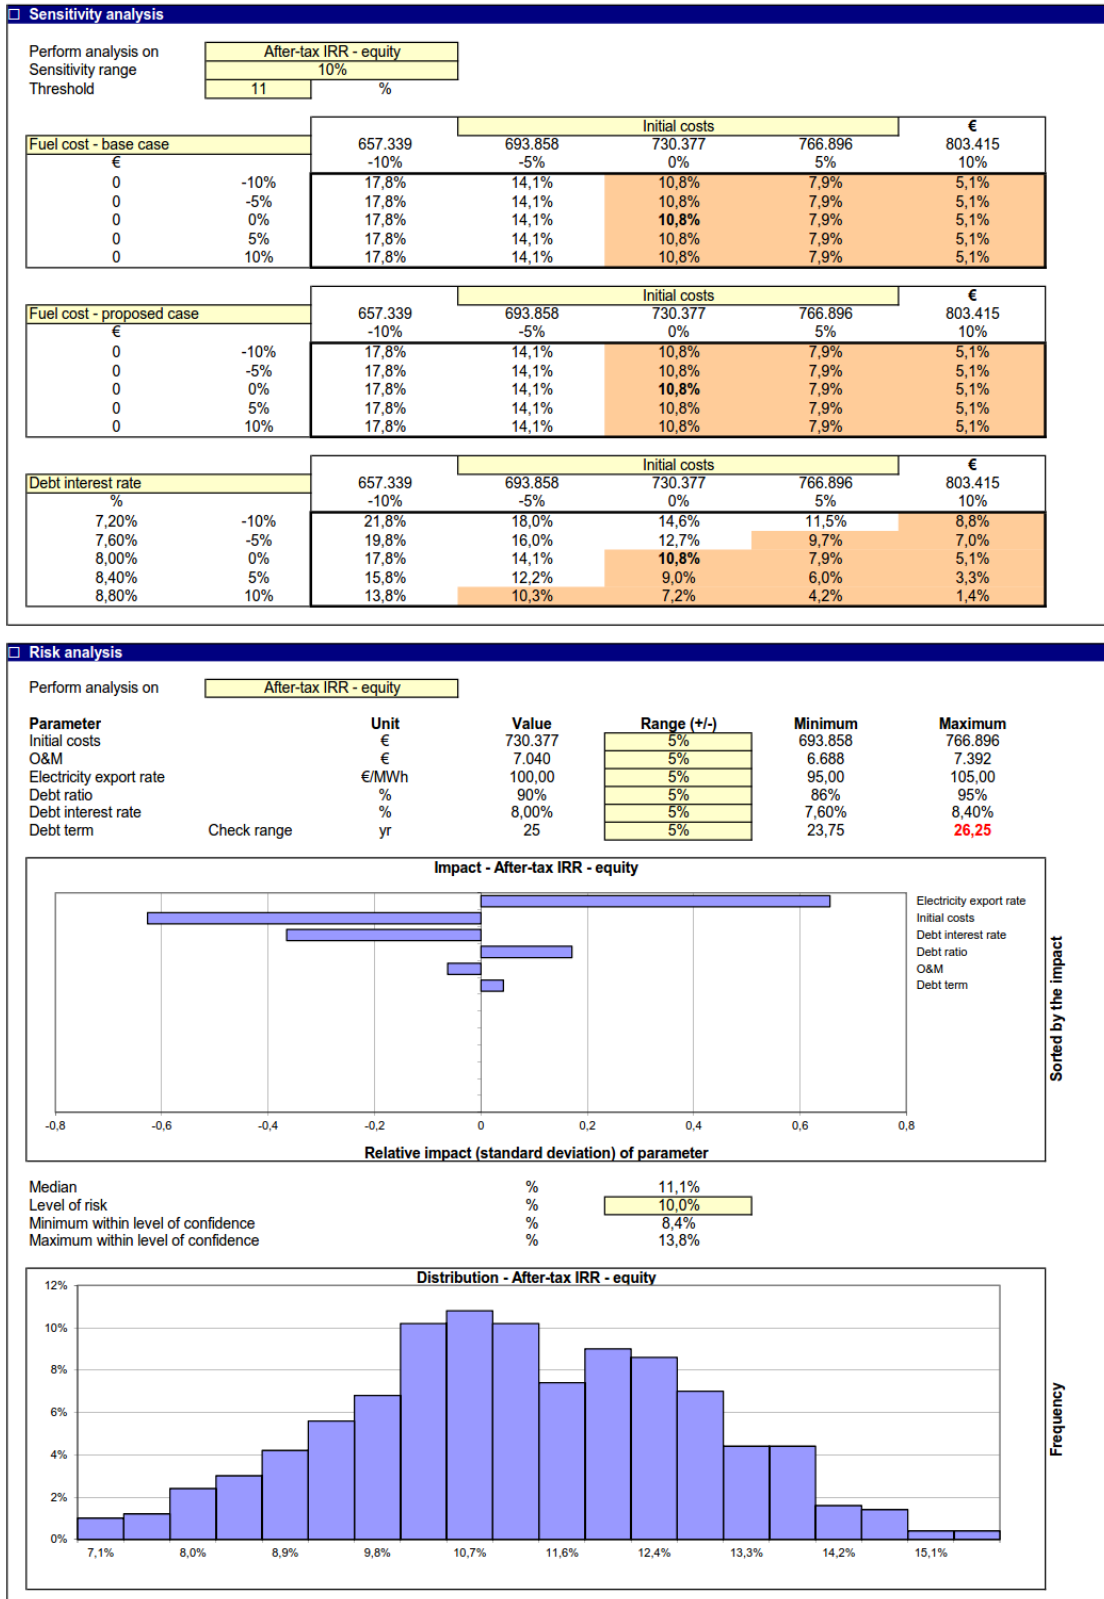 Sensitivity analysis
Perform analysis on After-tax IRR - equity
Sensitivity range 10%
Threshold 11 %
Initial costs €
Fuel cost - base case 657.339 693.858 730.377 766.896 803.415
€ -10% -5% 0% 5% 10%
0 -10% 17,8% 14,1% 10,8% 7,9% 5,1%
0 -5% 17,8% 14,1% 10,8% 7,9% 5,1%
0 0% 17,8% 14,1% 10,8% 7,9% 5,1%
0 5% 17,8% 14,1% 10,8% 7,9% 5,1%
0 10% 17,8% 14,1% 10,8% 7,9% 5,1%
Initial costs €
Fuel cost - proposed case 657.339 693.858 730.377 766.896 803.415
€ -10% -5% 0% 5% 10%
0 -10% 17,8% 14,1% 10,8% 7,9% 5,1%
0 -5% 17,8% 14,1% 10,8% 7,9% 5,1%
0 0% 17,8% 14,1% 10,8% 7,9% 5,1%
0 5% 17,8% 14,1% 10,8% 7,9% 5,1%
0 10% 17,8% 14,1% 10,8% 7,9% 5,1%
Initial costs €
Debt interest rate 657.339 693.858 730.377 766.896 803.415
% -10% -5% 0% 5% 10%
7,20% -10% 21,8% 18,0% 14,6% 11,5% 8,8%
7,60% -5% 19,8% 16,0% 12,7% 9,7% 7,0%
8,00% 0% 17,8% 14,1% 10,8% 7,9% 5,1%
8,40% 5% 15,8% 12,2% 9,0% 6,0% 3,3%
8,80% 10% 13,8% 10,3% 7,2% 4,2% 1,4%
Risk analysis
Perform analysis on After-tax IRR - equity
Parameter Unit Value Range (+/-) Minimum Maximum
Initial costs € 730.377 5% 693.858 766.896
O&M € 7.040 5% 6.688 7.392
Electricity export rate €/MWh 100,00 5% 95,00 105,00
Debt ratio % 90% 5% 86% 95%
Debt interest rate % 8,00% 5% 7,60% 8,40%
Debt term Check range yr 25 5% 23,75 26,25
Impact - After-tax IRR - equity
Electricity export rate
Initial costs
Debt interest rate
Debt ratio
O&M
Debt term
Sorted by the impact
-0,8 -0,6 -0,4 -0,2 0 0,2 0,4 0,6 0,8
Relative impact (standard deviation) of parameter
Median % 11,1%
Level of risk % 10,0%
Minimum within level of confidence % 8,4%
Maximum within level of confidence % 13,8%
Distribution - After-tax IRR - equity
12%
10%
8%
6%
4%
2%
0%
Frequency
7,1% 8,0% 8,9% 9,8% 10,7% 11,6% 12,4% 13,3% 14,2% 15,1%